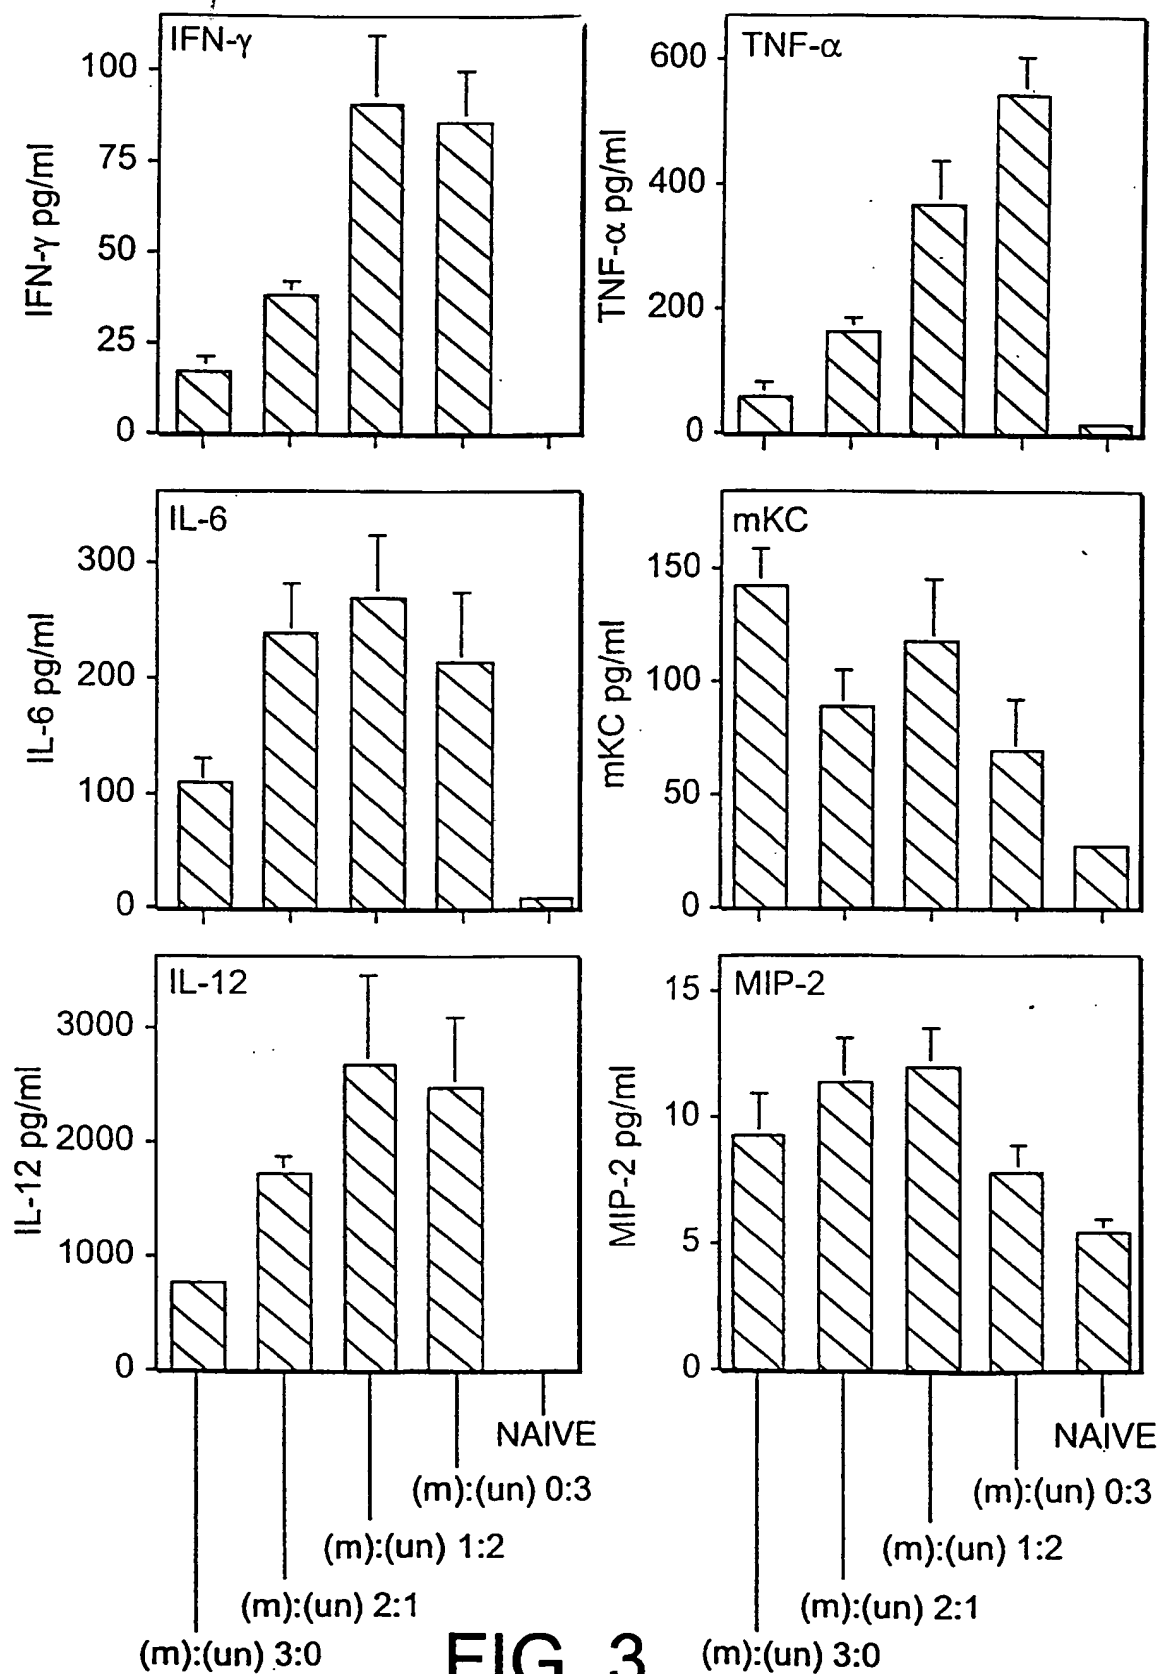 IFN-γ
100
75
50
25
0
IFN-γ pg/ml
TNF-α
600
400
200
0
TNF-α pg/ml
IL-6
300
200
100
0
IL-6 pg/ml
mKC
150
100
50
0
mKC pg/ml
IL-12
3000
2000
1000
0
IL-12 pg/ml
MIP-2
15
10
5
0
MIP-2 pg/ml
NAIVE
(m):(un) 0:3
(m):(un) 1:2
(m):(un) 2:1
(m):(un) 3:0
NAIVE
(m):(un) 0:3
(m):(un) 1:2
(m):(un) 2:1
(m):(un) 3:0
FIG. 3